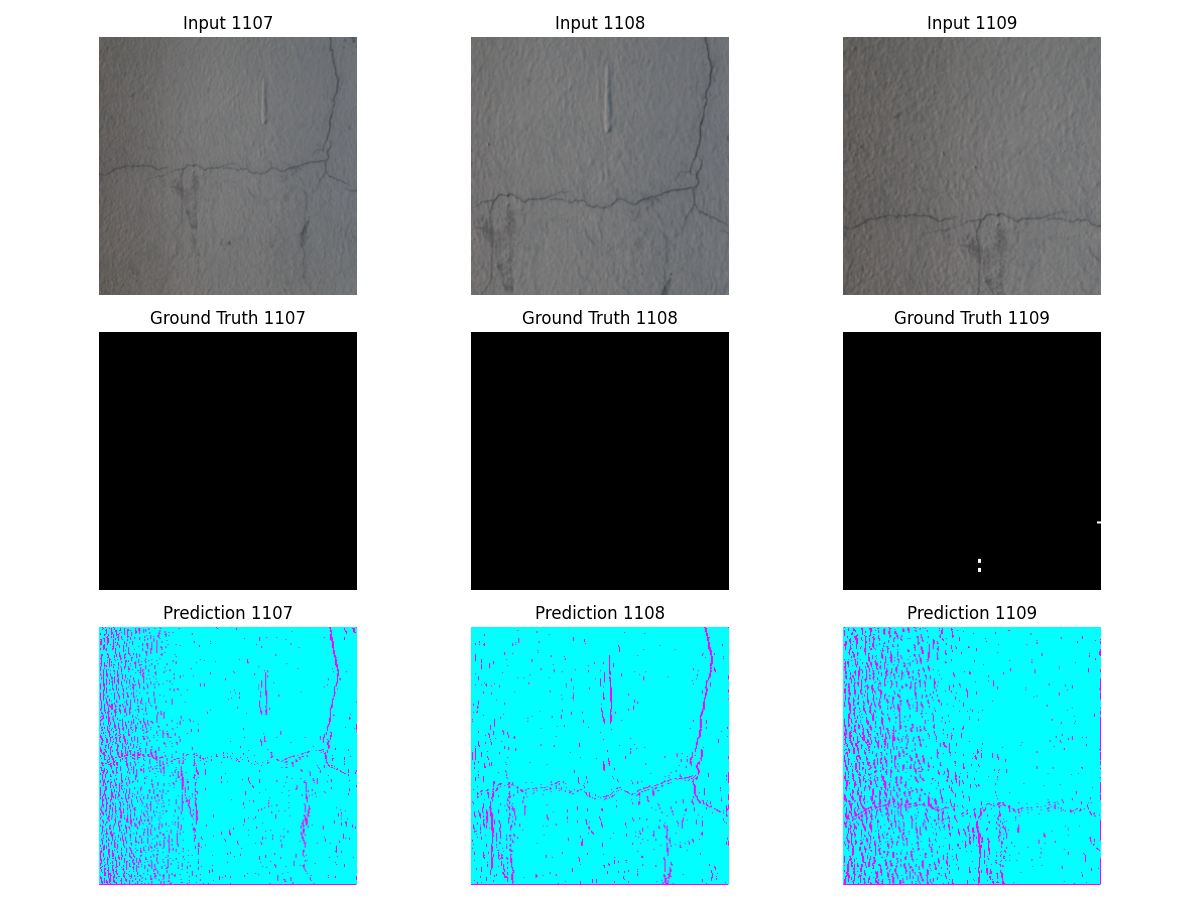 Input 1107
Input 1108
Input 1109
Ground Truth 1107
Ground Truth 1108
Ground Truth 1109
Prediction 1107
Prediction 1108
Prediction 1109